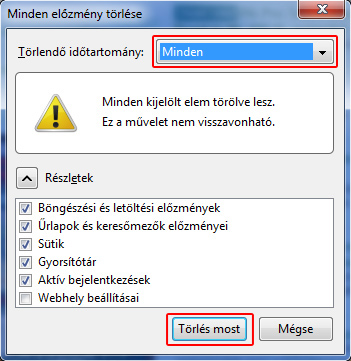 Minden előzmény törlése
Törlendő időtartomány: Minden
Minden kijelölt elem törölve lesz.
Ez a művelet nem visszavonható.
Részletek
Böngészési és letöltési előzmények
Űrlapok és keresőmezők előzményei
Sütik
Gyorsítótár
Aktív bejelentkezések
Webhely beállításai
Törlés most Mégse